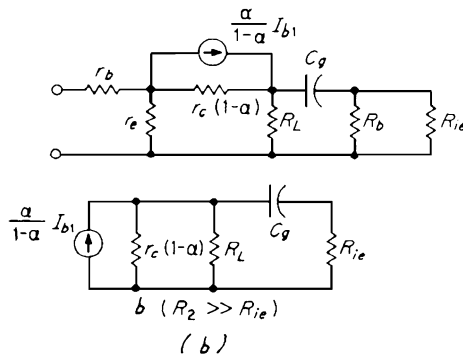 α/1-α I_b1
r_b
r_c (1-α)
C_g
r_e
R_L
R_b
R_ie
α/1-α I_b1
r_c (1-α)
R_L
C_g
R_ie
b (R_2 >> R_ie)
(b)